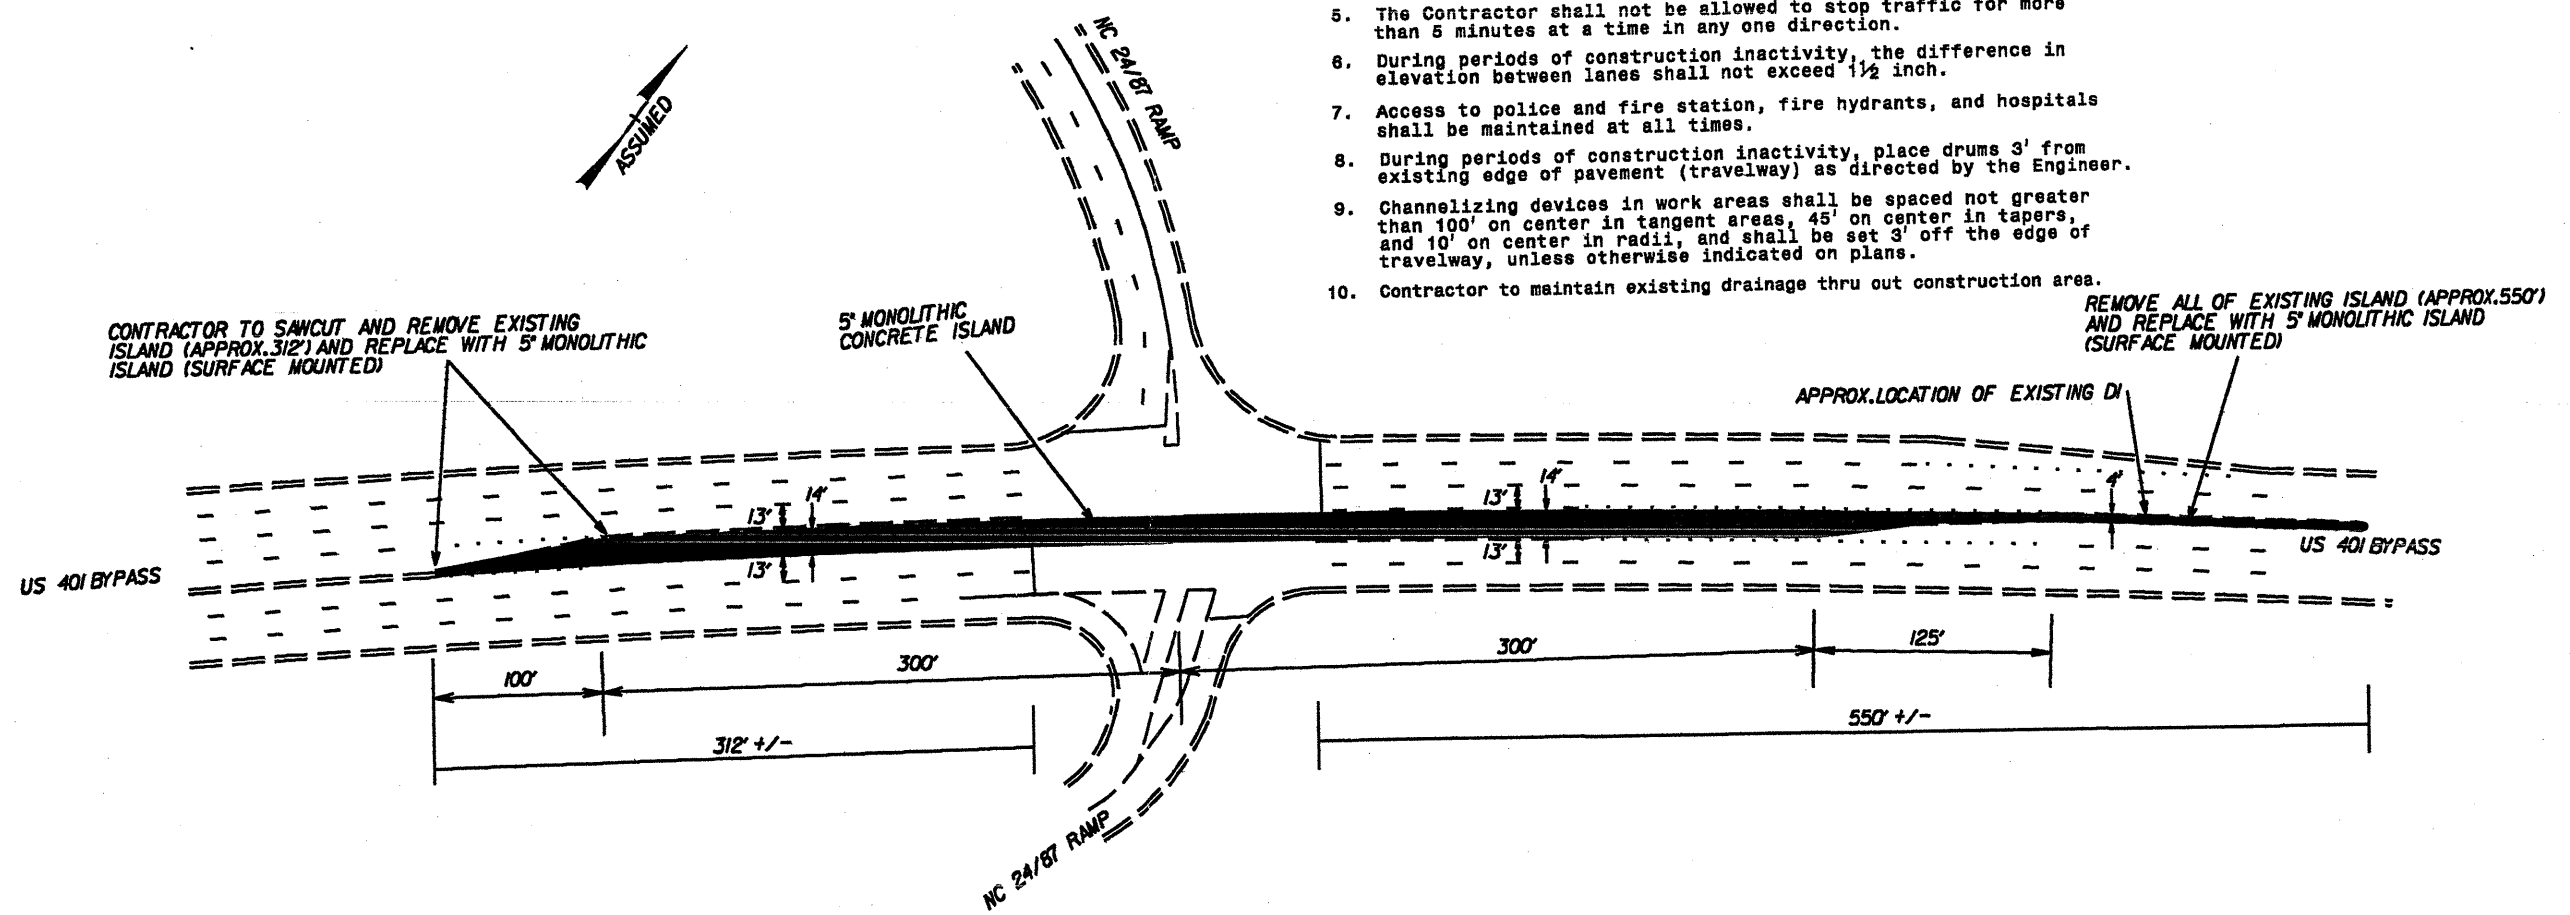 5. The Contractor shall not be allowed to stop traffic for more
than 5 minutes at a time in any one direction.
6. During periods of construction inactivity, the difference in
elevation between lanes shall not exceed 1½ inch.
7. Access to police and fire station, fire hydrants, and hospitals
shall be maintained at all times.
8. During periods of construction inactivity, place drums 3' from
existing edge of pavement (travelway) as directed by the Engineer.
9. Channelizing devices in work areas shall be spaced not greater
than 100' on center in tangent areas, 45' on center in tapers,
and 10' on center in radii, and shall be set 3' off the edge of
travelway, unless otherwise indicated on plans.
10. Contractor to maintain existing drainage thru out construction area.
NC 24/87 RAMP
ASSUMED
CONTRACTOR TO SAWCUT AND REMOVE EXISTING
ISLAND (APPROX.312') AND REPLACE WITH 5" MONOLITHIC
ISLAND (SURFACE MOUNTED)
5" MONOLITHIC
CONCRETE ISLAND
REMOVE ALL OF EXISTING ISLAND (APPROX.550')
AND REPLACE WITH 5" MONOLITHIC ISLAND
(SURFACE MOUNTED)
APPROX.LOCATION OF EXISTING DI
14'
13'
13'
14'
13'
13'
4'
US 401 BYPASS
US 401 BYPASS
100'
300'
300'
125'
312' +/-
550' +/-
NC 24/87 RAMP